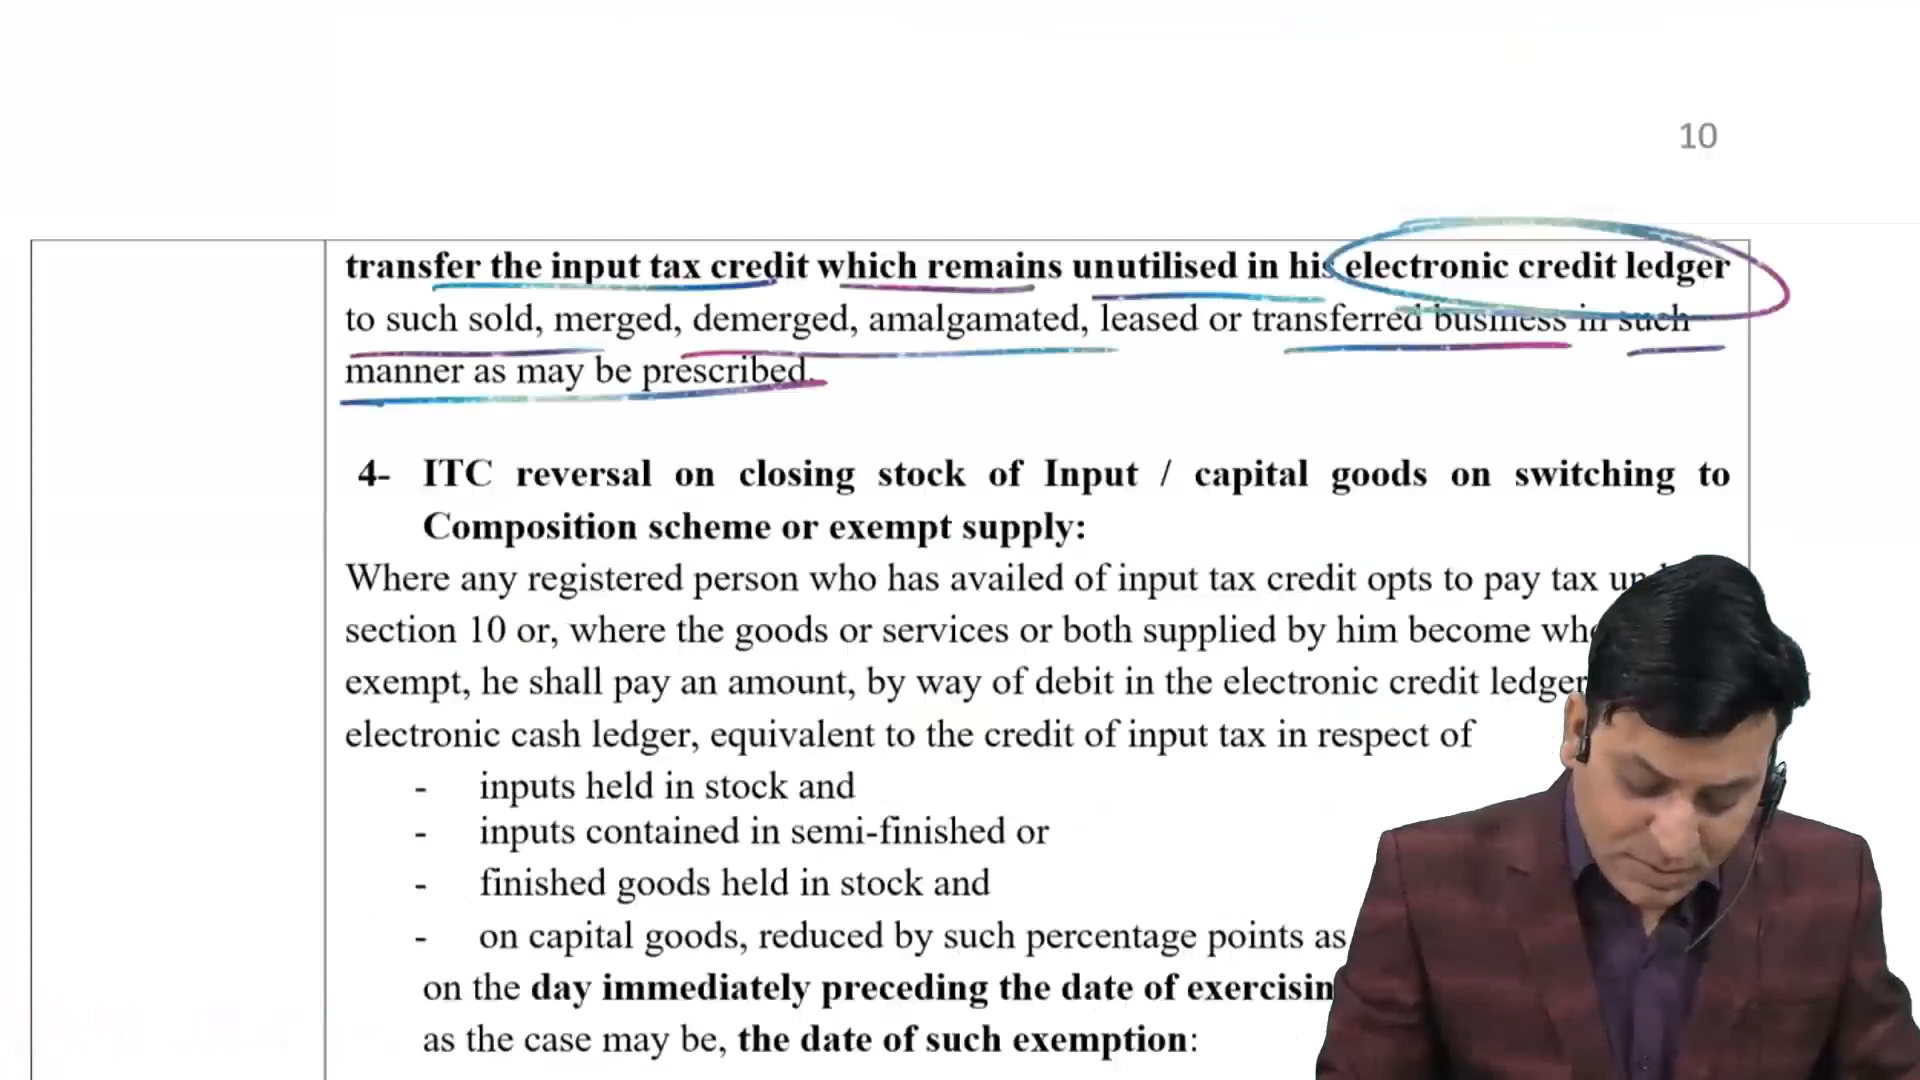 10
transfer the input tax credit which remains unutilised in his electronic credit ledger
to such sold, merged, demerged, amalgamated, leased or transferred business in such
manner as may be prescribed.
4- ITC reversal on closing stock of Input / capital goods on switching to
Composition scheme or exempt supply:
Where any registered person who has availed of input tax credit opts to pay tax
section 10 or, where the goods or services or both supplied by him become
exempt, he shall pay an amount, by way of debit in the electronic credit ledger
electronic cash ledger, equivalent to the credit of input tax in respect of
- inputs held in stock and
- inputs contained in semi-finished or
- finished goods held in stock and
- on capital goods, reduced by such percentage points as
on the day immediately preceding the date of
as the case may be, the date of such exemption: